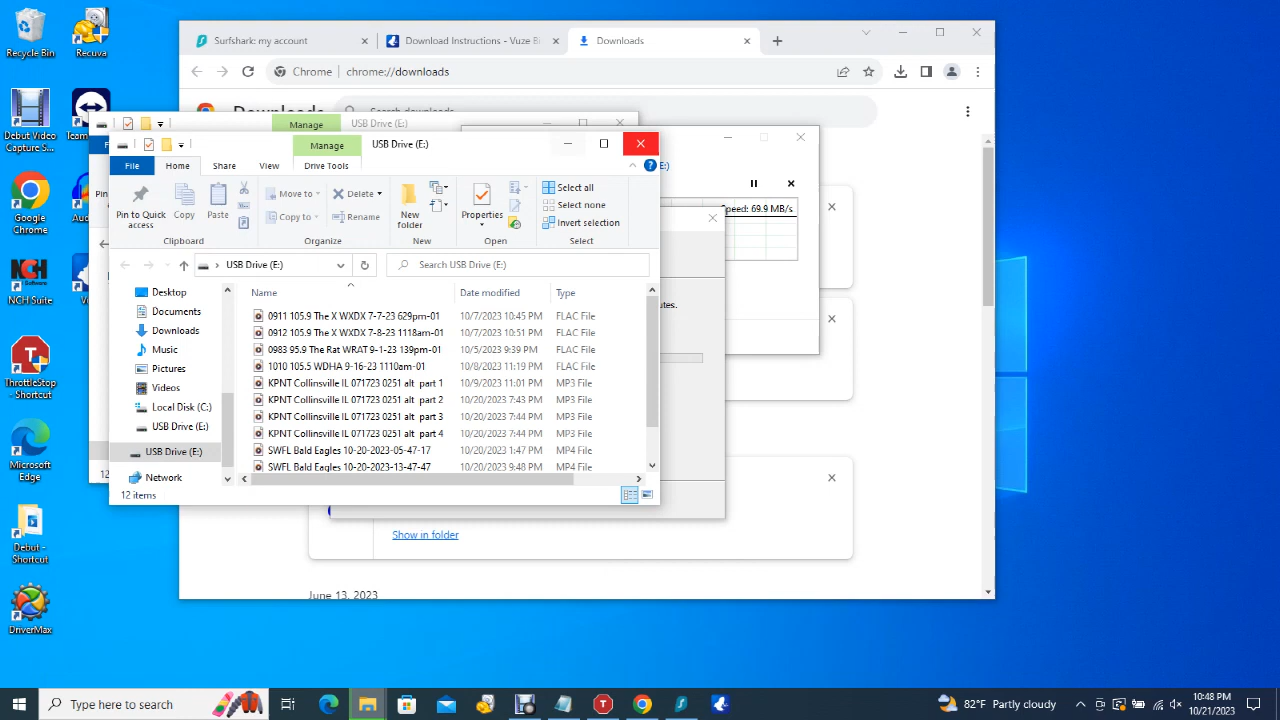 Recycle Bin
Recuva
Debut Video
Capture S...
Team
Google
Chrome
Aud
NCH Suite
Vu
ThrottleStop
- Shortcut
Microsoft
Edge
Debut -
Shortcut
DriverMax
Surfshark: my account
Download Instructions - Vuze Bi
Downloads
Chrome
chrome://downloads
Downloads
Search downloads
Manage
USB Drive (E:)
F
Pin
12
E:)
Speed: 69.9 MB/s
utes.
Manage
USB Drive (E:)
File
Home
Share
View
Drive Tools
Pin to Quick
access
Copy
Paste
Clipboard
Move to
Copy to
Delete
Rename
Organize
New
folder
New
Properties
Open
Select all
Select none
Invert selection
Select
USB Drive (E:)
Search USB Drive (E:)
Desktop
Documents
Downloads
Music
Pictures
Videos
Local Disk (C:)
USB Drive (E:)
USB Drive (E:)
Network
Name Date modified Type
0911 105.9 The X WXDX 7-7-23 629pm-01 10/7/2023 10:45 PM FLAC File
0912 105.9 The X WXDX 7-8-23 1118am-01 10/7/2023 10:51 PM FLAC File
0983 95.9 The Rat WRAT 9-1-23 139pm-01 10/5/2023 9:39 PM FLAC File
1010 105.5 WDHA 9-16-23 1110am-01 10/8/2023 11:19 PM FLAC File
KPNT Collinsville IL 071723 0251 alt part 1 10/9/2023 11:01 PM MP3 File
KPNT Collinsville IL 071723 0251 alt part 2 10/20/2023 7:43 PM MP3 File
KPNT Collinsville IL 071723 0251 alt part 3 10/20/2023 7:44 PM MP3 File
KPNT Collinsville IL 071723 0251 alt part 4 10/20/2023 7:44 PM MP3 File
SWFL Bald Eagles 10-20-2023-05-47-17 10/20/2023 1:47 PM MP4 File
SWFL Bald Eagles 10-20-2023-13-47-47 10/20/2023 9:48 PM MP4 File
12 items
Show in folder
June 13, 2023
Type here to search
82°F Partly cloudy
10:48 PM
10/21/2023